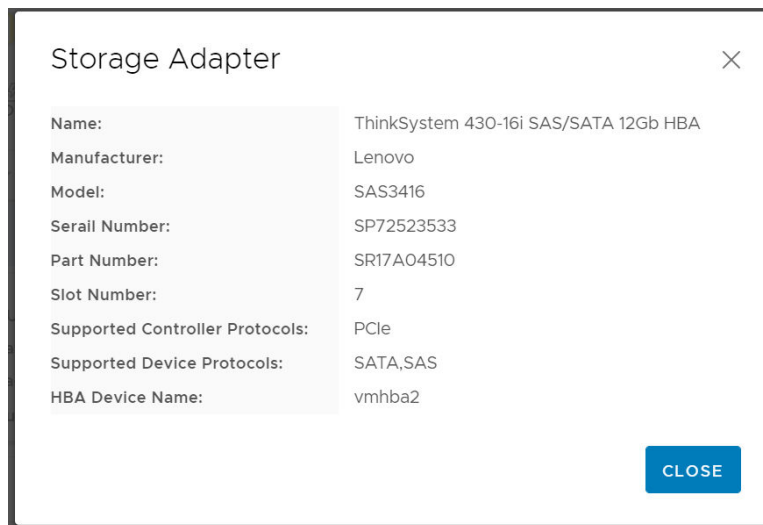 Storage Adapter
Name: ThinkSystem 430-16i SAS/SATA 12Gb HBA
Manufacturer: Lenovo
Model: SAS3416
Serail Number: SP72523533
Part Number: SR17A04510
Slot Number: 7
Supported Controller Protocols: PCIe
Supported Device Protocols: SATA,SAS
HBA Device Name: vmhba2
CLOSE